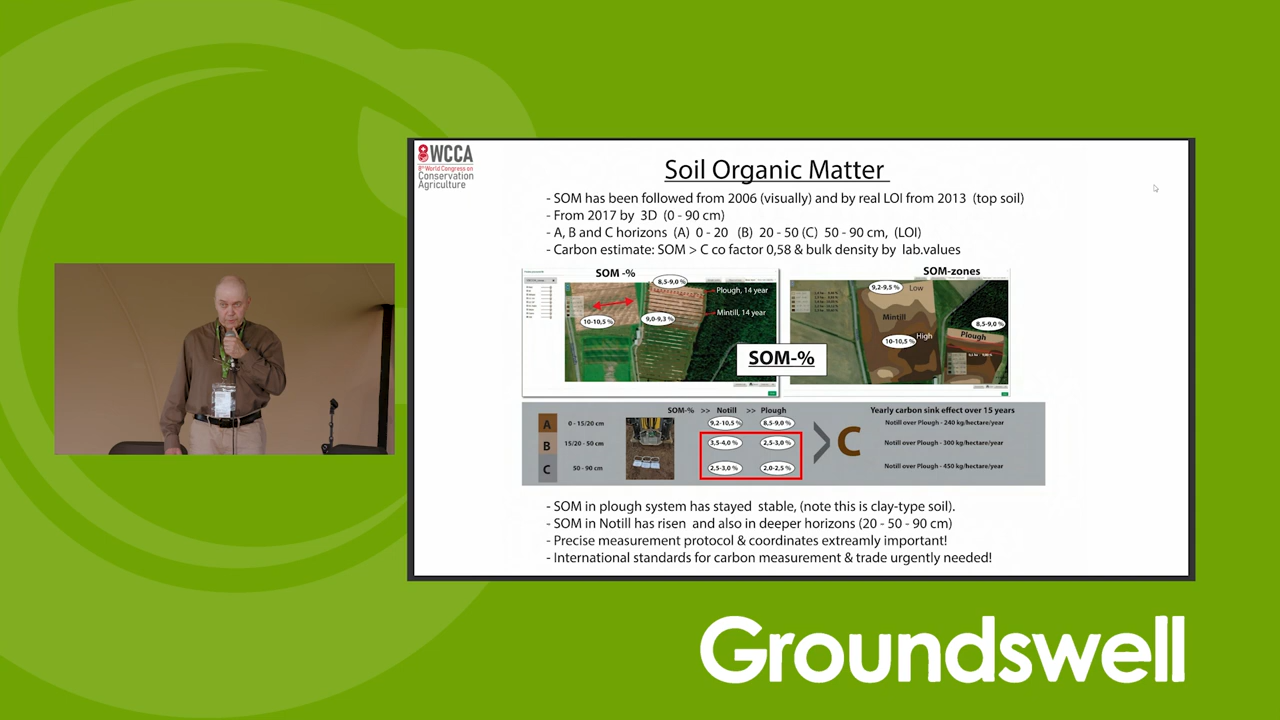 WCCA
8th World Congress on
Conservation
Agriculture
Soil Organic Matter
- SOM has been followed from 2006 (visually) and by real LOI from 2013 (top soil)
- From 2017 by 3D (0 - 90 cm)
- A, B and C horizons (A) 0 - 20 (B) 20 - 50 (C) 50 - 90 cm, (LOI)
- Carbon estimate: SOM > C co factor 0,58 & bulk density by lab.values
SOM -%
8,5-9,0 %
Plough, 14 year
Mintill, 14 year
10-10,5 %
9,0-9,3 %
SOM-zones
9,2-9,5 %
Low
Mintill
8,5-9,0 %
Plough
10-10,5 %
High
SOM-%
SOM-% >> Notill >> Plough
Yearly carbon sink effect over 15 years
A 0 - 15/20 cm 9,2-10,5 % 8,5-9,0 % Notill over Plough - 240 kg/hectare/year
B 15/20 - 50 cm 3,5-4,0 % 2,5-3,0 % > C Notill over Plough - 300 kg/hectare/year
C 50 - 90 cm 2,5-3,0 % 2,0-2,5 % Notill over Plough - 450 kg/hectare/year
- SOM in plough system has stayed stable, (note this is clay-type soil).
- SOM in Notill has risen and also in deeper horizons (20 - 50 - 90 cm)
- Precise measurement protocol & coordinates extreamly important!
- International standards for carbon measurement & trade urgently needed!
Groundswell